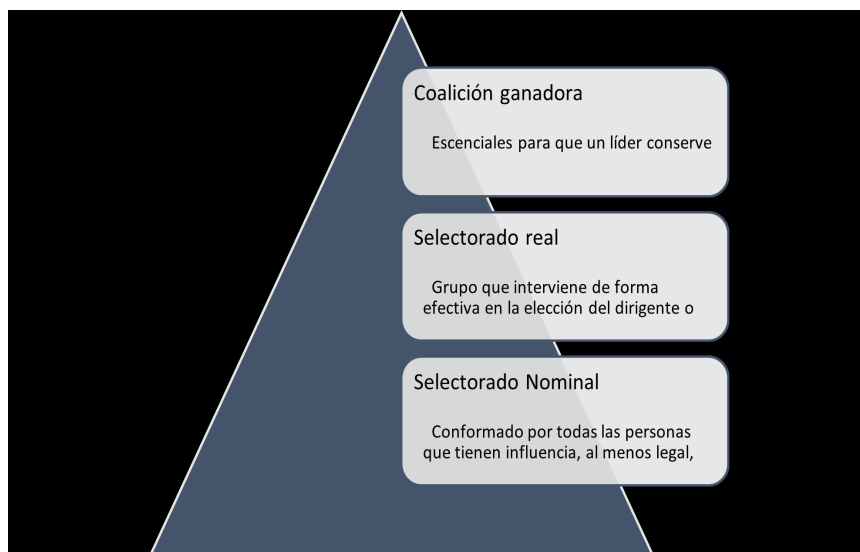 Coalición ganadora
Escenciales para que un líder conserve
Selectorado real
Grupo que interviene de forma
efectiva en la elección del dirigente o
Selectorado Nominal
Conformado por todas las personas
que tienen influencia, al menos legal,